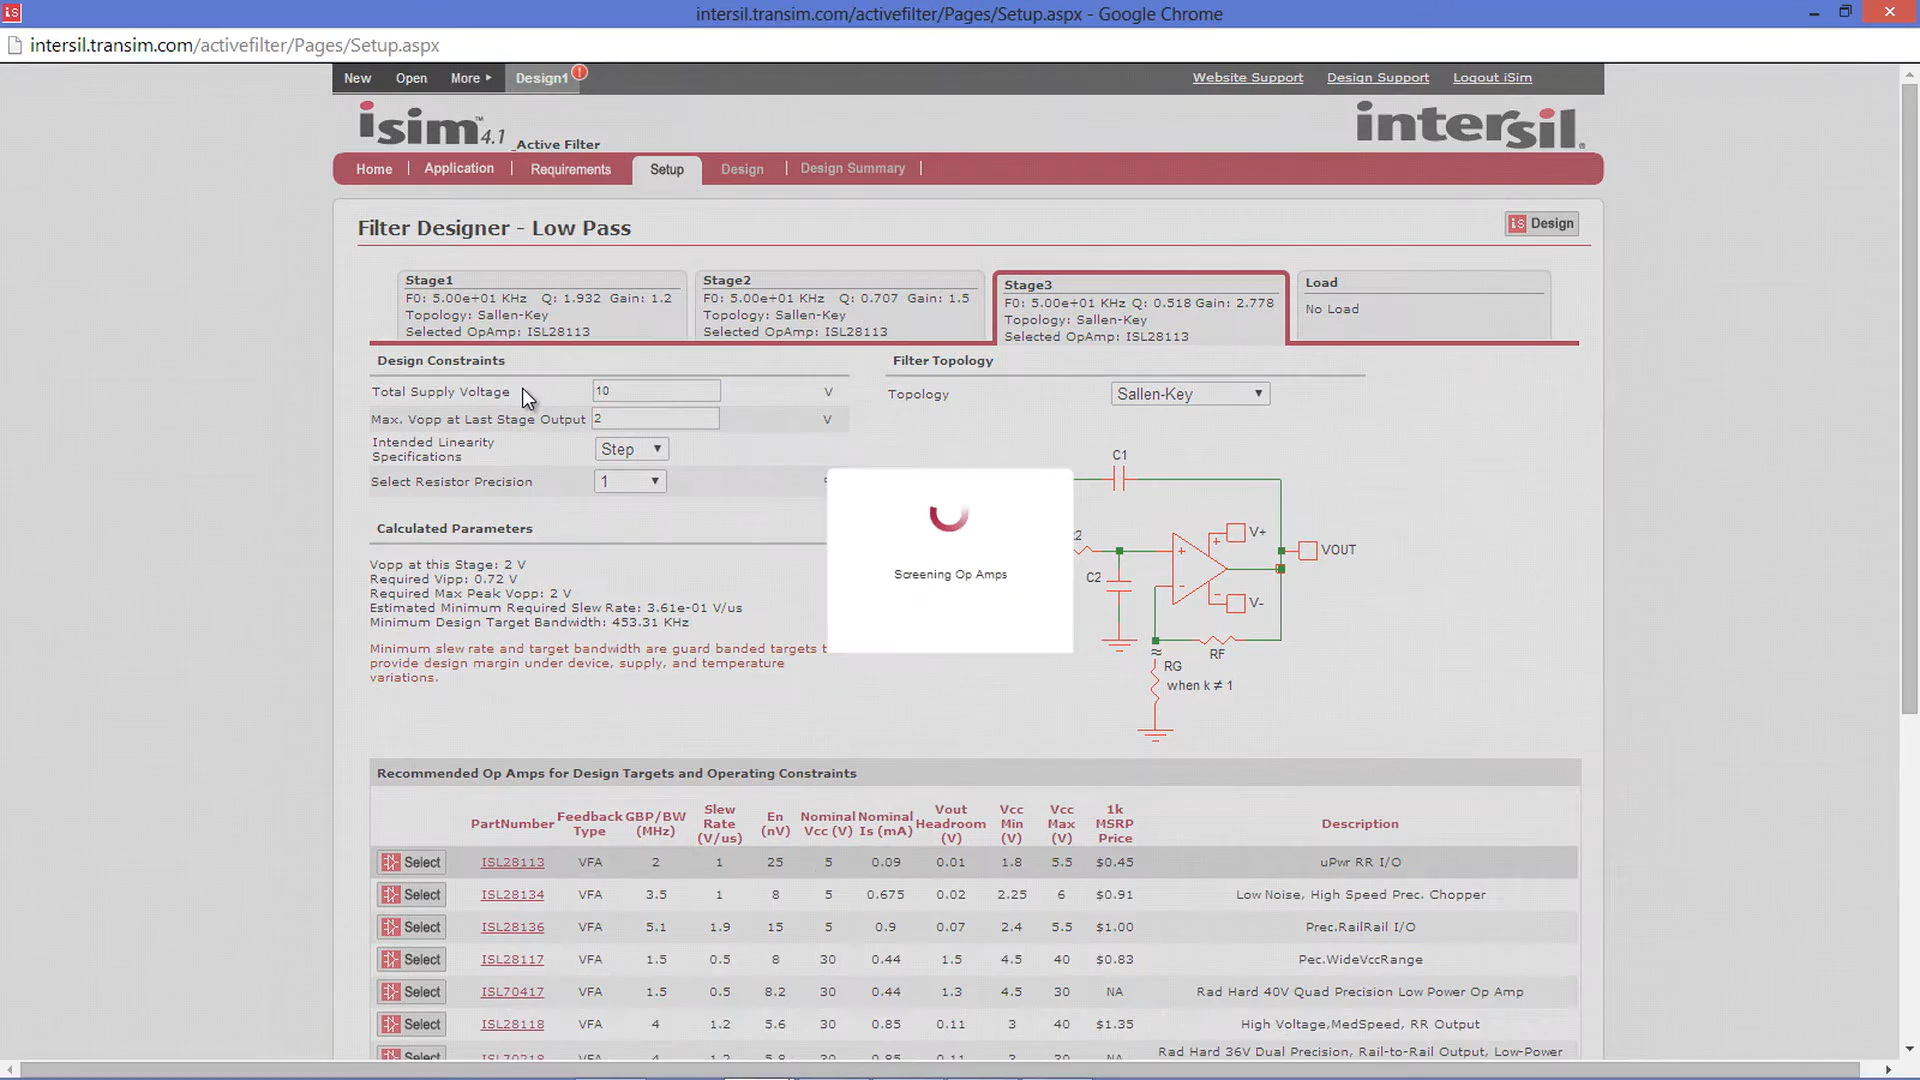 intersil.transim.com/activefilter/Pages/Setup.aspx - Google Chrome
intersil.transim.com/activefilter/Pages/Setup.aspx
New Open More Design1 !
Website Support Design Support Logout iSim
isim™ 4.1 _Active Filter
intersil®
Home | Application | Requirements Setup Design | Design Summary |
Filter Designer - Low Pass
is Design
Stage1
F0: 5.00e+01 KHz Q: 1.932 Gain: 1.2
Topology: Sallen-Key
Selected OpAmp: ISL28113
Stage2
F0: 5.00e+01 KHz Q: 0.707 Gain: 1.5
Topology: Sallen-Key
Selected OpAmp: ISL28113
Stage3
F0: 5.00e+01 KHz Q: 0.518 Gain: 2.778
Topology: Sallen-Key
Selected OpAmp: ISL28113
Load
No Load
Design Constraints
Total Supply Voltage 10 V
Max. Vopp at Last Stage Output 2 V
Intended Linearity
Specifications
Step
Select Resistor Precision 1
Calculated Parameters
Vopp at this Stage: 2 V
Required Vipp: 0.72 V
Required Max Peak Vopp: 2 V
Estimated Minimum Required Slew Rate: 3.61e-01 V/us
Minimum Design Target Bandwidth: 453.31 KHz
Minimum slew rate and target bandwidth are guard banded targets
provide design margin under device, supply, and temperature
variations.
Filter Topology
Topology Sallen-Key
Screening Op Amps
C1
C2
V+
V-
VOUT
RF
RG
when k ≠ 1
Recommended Op Amps for Design Targets and Operating Constraints
PartNumber Feedback Type GBP/BW (MHz) Slew Rate (V/us) En (nV) Nominal Vcc (V) Nominal Is (mA) Vout Headroom (V) Vcc Min (V) Vcc Max (V) 1k MSRP Price Description
Select ISL28113 VFA 2 1 25 5 0.09 0.01 1.8 5.5 $0.45 uPwr RR I/O
Select ISL28134 VFA 3.5 1 8 5 0.675 0.02 2.25 6 $0.91 Low Noise, High Speed Prec. Chopper
Select ISL28136 VFA 5.1 1.9 15 5 0.9 0.07 2.4 5.5 $1.00 Prec.RailRail I/O
Select ISL28117 VFA 1.5 0.5 8 30 0.44 1.5 4.5 40 $0.83 Pec.WideVccRange
Select ISL70417 VFA 1.5 0.5 8.2 30 0.44 1.3 4.5 30 NA Rad Hard 40V Quad Precision Low Power Op Amp
Select ISL28118 VFA 4 1.2 5.6 30 0.85 0.11 3 40 $1.35 High Voltage,MedSpeed, RR Output
Select ISL70218 VFA 4 1.2 5.8 30 0.85 0.11 3 30 NA Rad Hard 36V Dual Precision, Rail-to-Rail Output, Low-Power